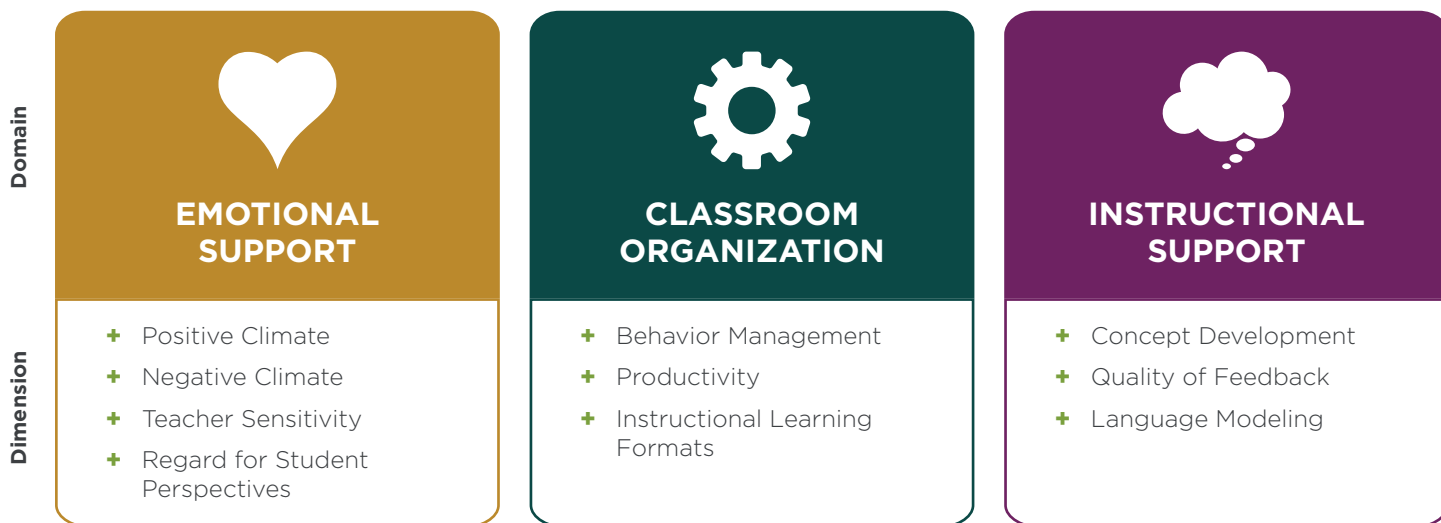 Domain
EMOTIONAL
SUPPORT
CLASSROOM
ORGANIZATION
INSTRUCTIONAL
SUPPORT
Dimension
+ Positive Climate
+ Negative Climate
+ Teacher Sensitivity
+ Regard for Student
Perspectives
+ Behavior Management
+ Productivity
+ Instructional Learning
Formats
+ Concept Development
+ Quality of Feedback
+ Language Modeling